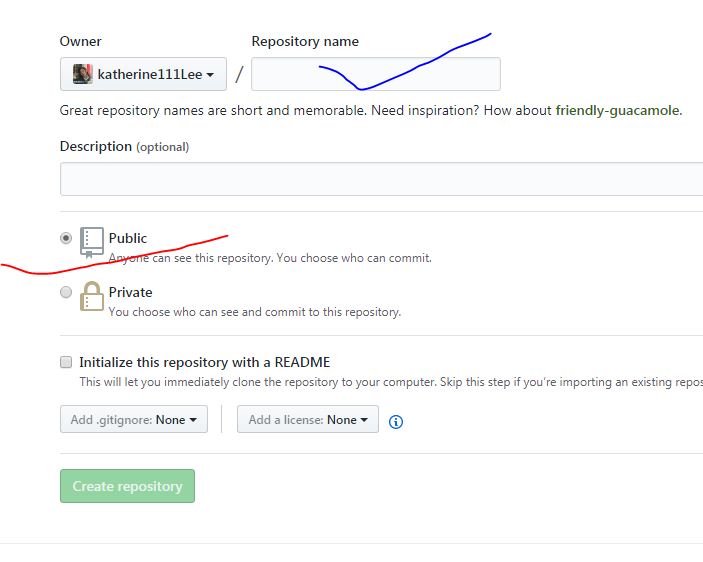 Owner Repository name
katherine111Lee /
Great repository names are short and memorable. Need inspiration? How about friendly-guacamole.
Description (optional)
Public
Anyone can see this repository. You choose who can commit.
Private
You choose who can see and commit to this repository.
Initialize this repository with a README
This will let you immediately clone the repository to your computer. Skip this step if you're importing an existing repos
Add .gitignore: None Add a license: None
Create repository